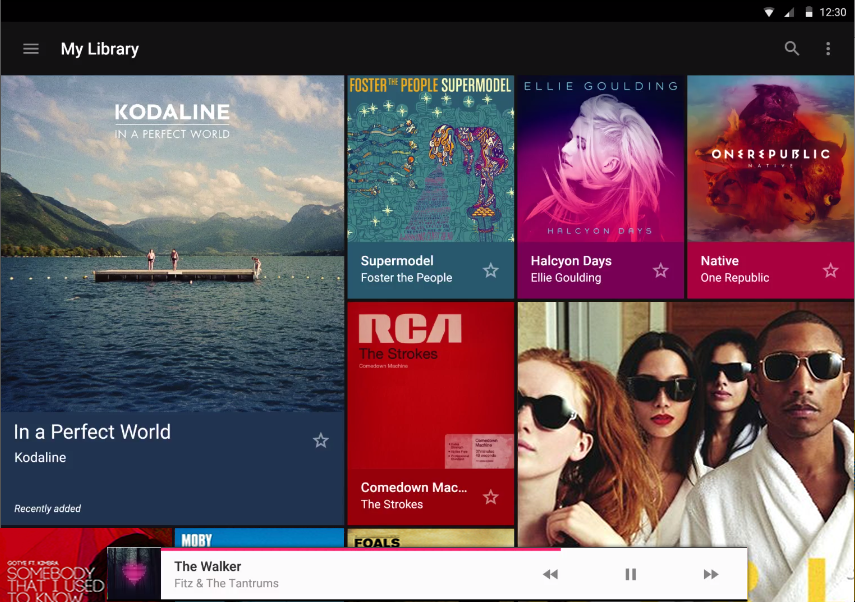 12:30
My Library
KODALINE
IN A PERFECT WORLD
In a Perfect World
Kodaline
Recently added
FOSTER THE PEOPLE SUPERMODEL
Supermodel
Foster the People
ELLIE GOULDING
HALCYON DAYS
Halcyon Days
Ellie Goulding
ONEREPUBLIC
NATIVE
Native
One Republic
RCA
The Strokes
Comedown Machine
Comedown
Machine
Comedown Mac...
The Strokes
GOTYE FT. KIMBRA
SOMEBODY
THAT I USED
TO KNOW
MOBY
FOALS
The Walker
Fitz & The Tantrums